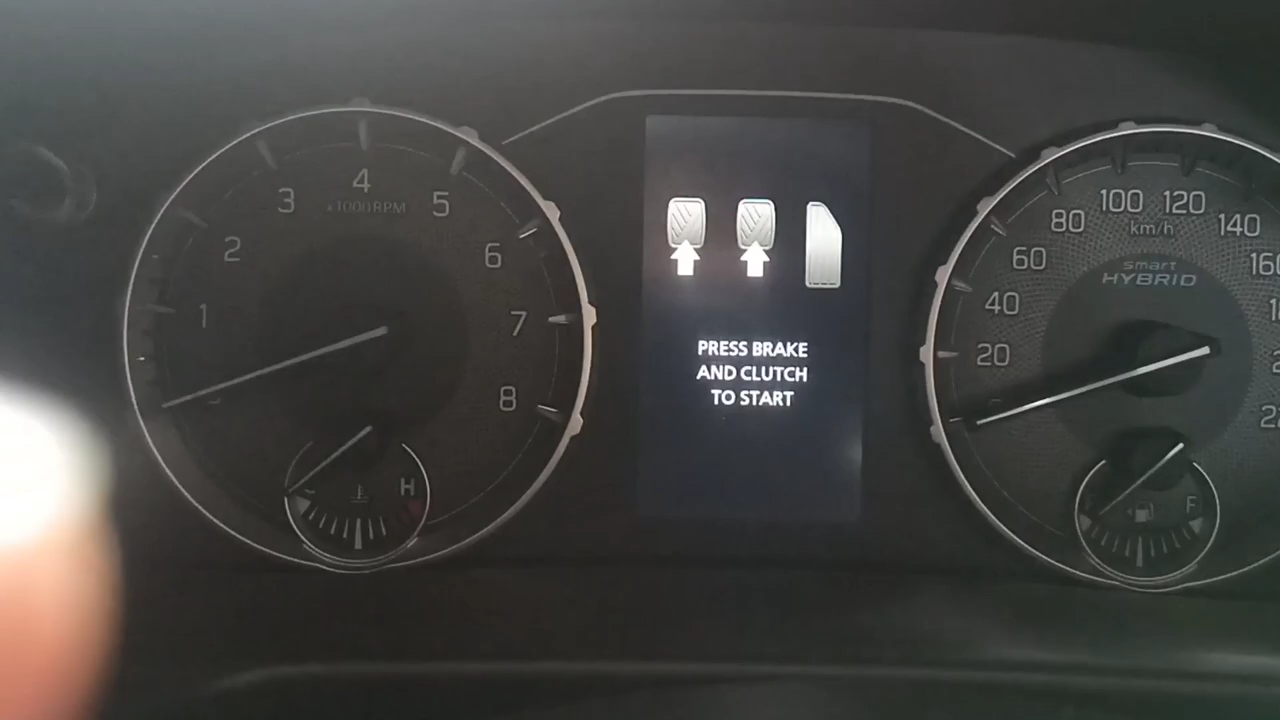 1
2
3
4
5
6
7
8
x1000RPM
H
PRESS BRAKE
AND CLUTCH
TO START
20
40
60
80
100
120
140
km/h
smart
HYBRID
F